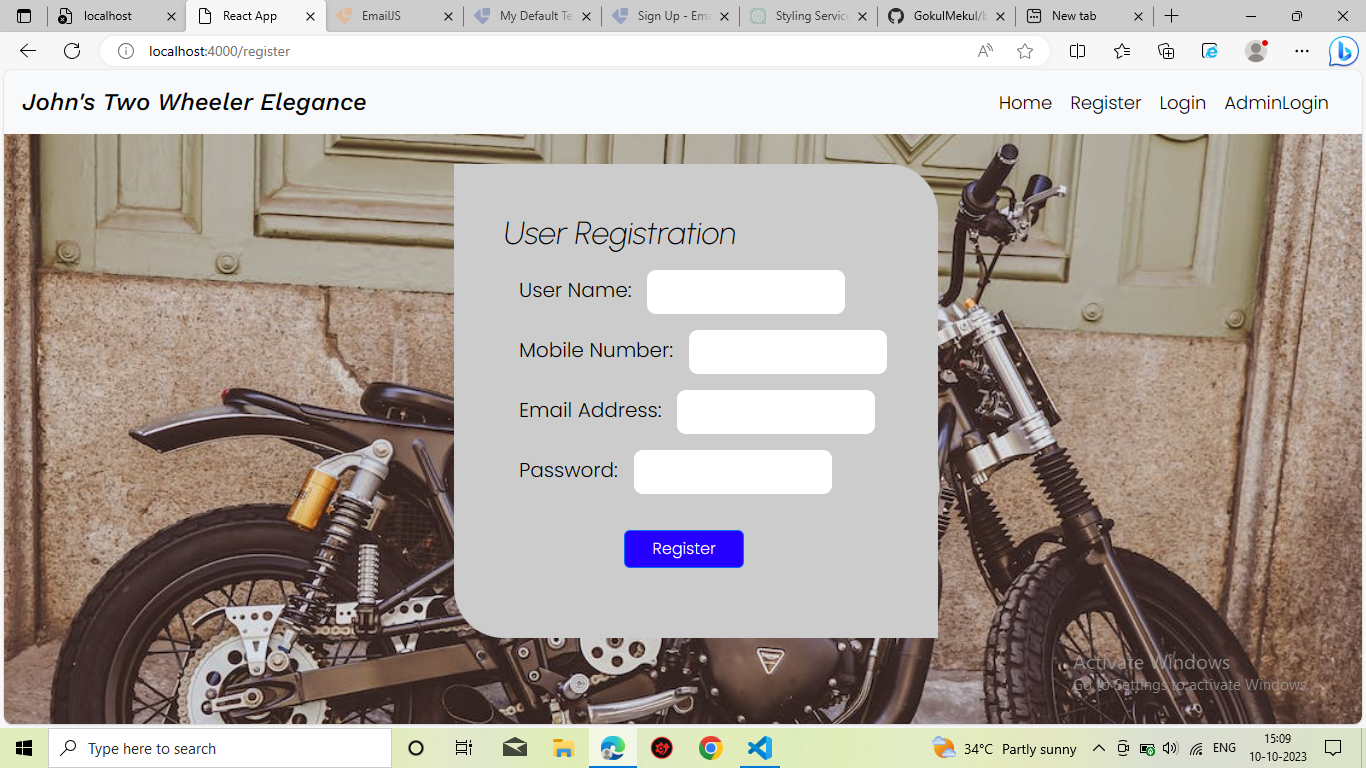 localhost
React App
EmailJS
My Default Te
Sign Up - Ema
Styling Service
GokulMekul/b
New tab
localhost:4000/register
John's Two Wheeler Elegance
Home Register Login AdminLogin
User Registration
User Name:
Mobile Number:
Email Address:
Password:
Register
Activate Windows
Go to Settings to activate Windows.
Type here to search
34°C Partly sunny
ENG
15:09
10-10-2023